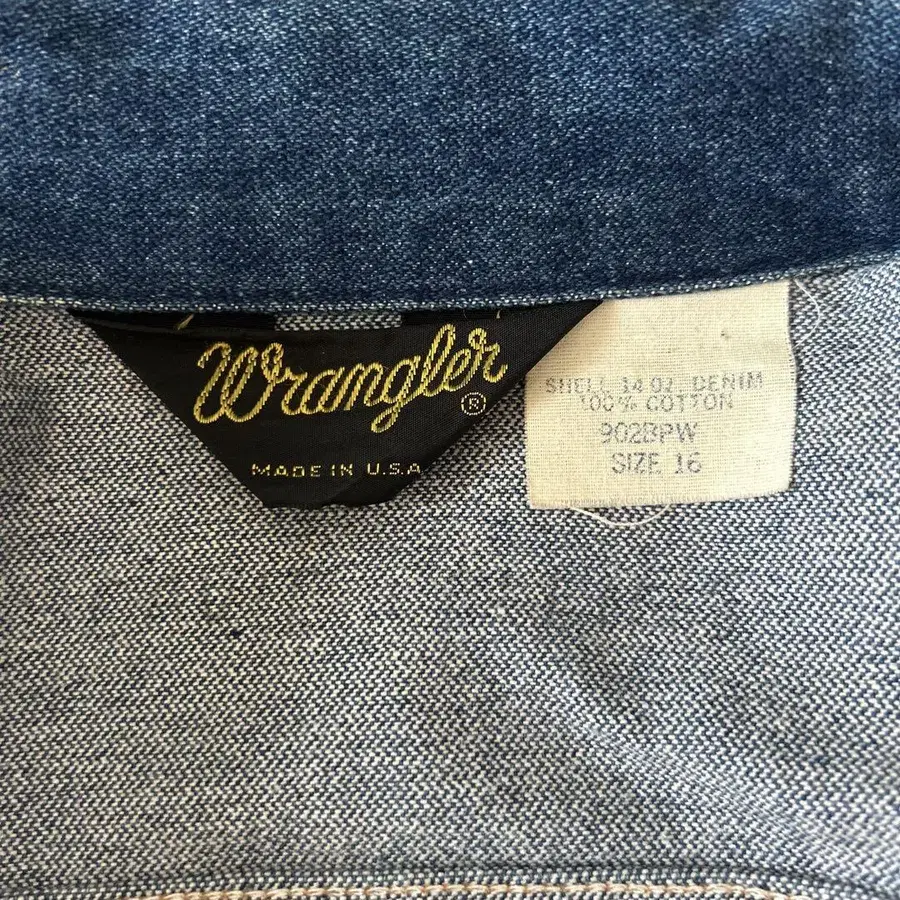 Wrangler
®
MADE IN U.S.A.
SHELL 14 OZ. DENIM
100% COTTON
902BPW
SIZE 16